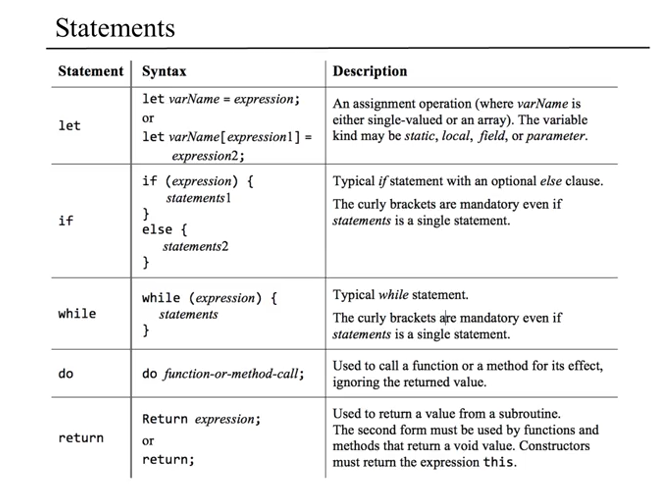 Statements
Statement Syntax Description
let
let varName = expression;
or
let varName[expression1] =
expression2;
An assignment operation (where varName is
either single-valued or an array). The variable
kind may be static, local, field, or parameter.
if
if (expression) {
statements1
}
else {
statements2
}
Typical if statement with an optional else clause.
The curly brackets are mandatory even if
statements is a single statement.
while
while (expression) {
statements
}
Typical while statement.
The curly brackets are mandatory even if
statements is a single statement.
do
do function-or-method-call;
Used to call a function or a method for its effect,
ignoring the returned value.
return
Return expression;
or
return;
Used to return a value from a subroutine.
The second form must be used by functions and
methods that return a void value. Constructors
must return the expression this.